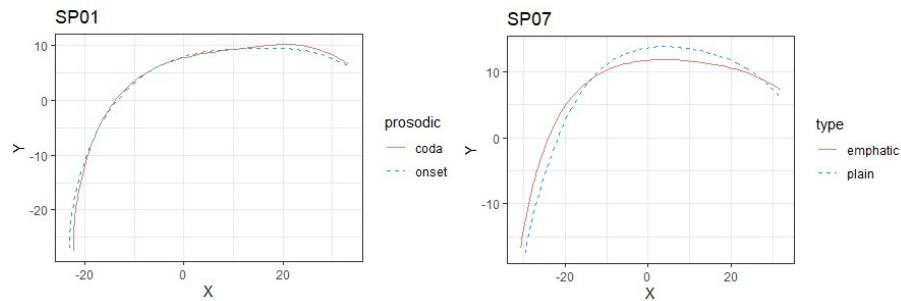 SP01
10
0
-10
-20
Y
-20
0
20
X
prosodic
coda
onset
SP07
10
0
-10
Y
-20
0
20
X
type
emphatic
plain